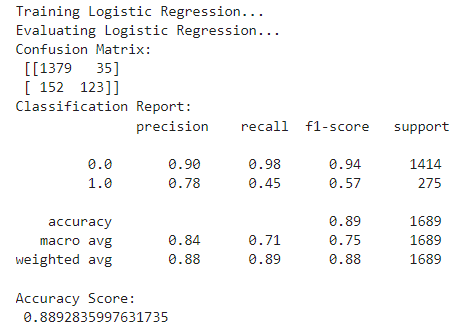 Training Logistic Regression...
Evaluating Logistic Regression...
Confusion Matrix:
[[1379 35]
[ 152 123]]
Classification Report:
precision recall f1-score support
0.0 0.90 0.98 0.94 1414
1.0 0.78 0.45 0.57 275
accuracy 0.89 1689
macro avg 0.84 0.71 0.75 1689
weighted avg 0.88 0.89 0.88 1689
Accuracy Score:
0.8892835997631735